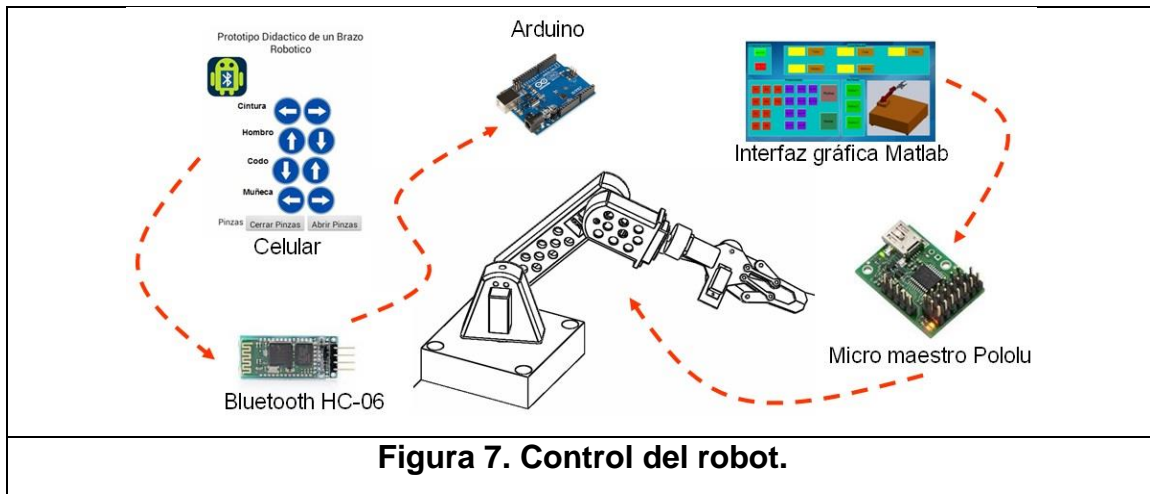 Prototipo Didactico de un Brazo
Robotico
Cintura
Hombro
Codo
Muñeca
Pinzas Cerrar Pinzas Abrir Pinzas
Celular
Arduino
Interfaz gráfica Matlab
Bluetooth HC-06
Micro maestro Pololu
Figura 7. Control del robot.